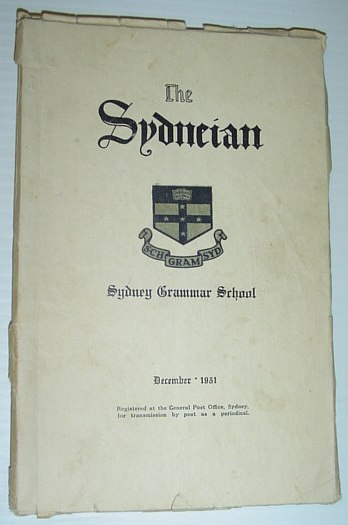 The
Sydneian
SCH GRAM SYD
Sydney Grammar School
December · 1951
Registered at the General Post Office, Sydney,
for transmission by post as a periodical.